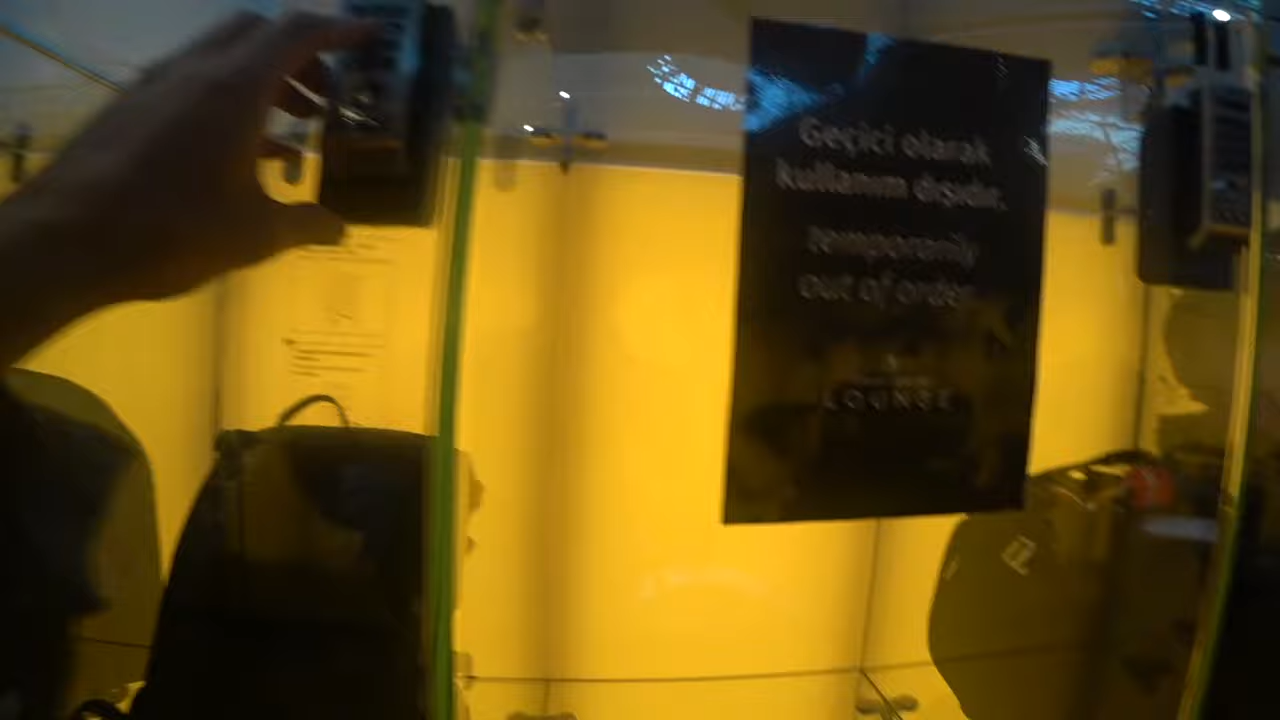 Geçici olarak
kullanım dışıdır.
temporarily
out of order
LOUNGE